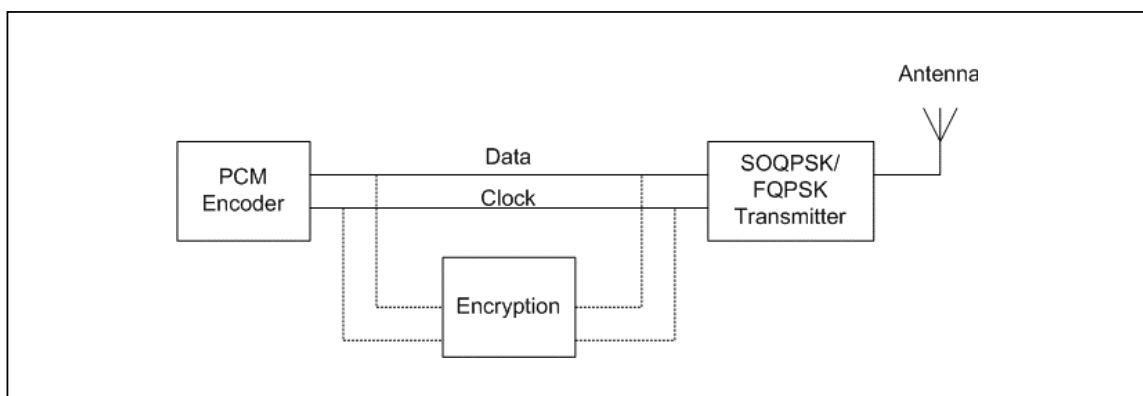 Antenna
PCM
Encoder
Data
Clock
SOQPSK/
FQPSK
Transmitter
Encryption